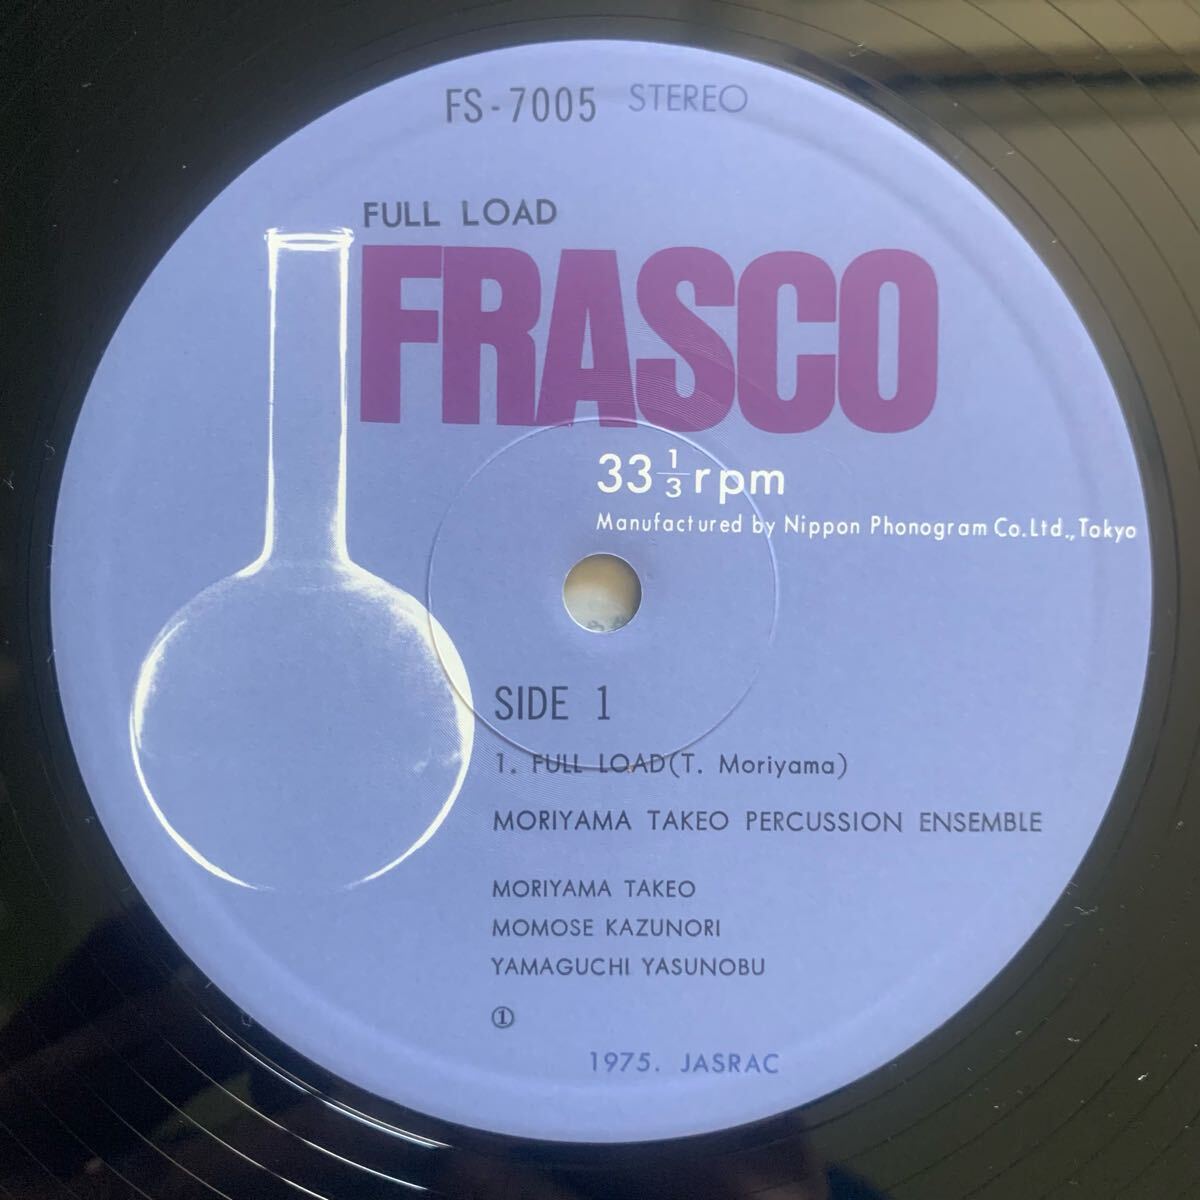 FS-7005 STEREO
FULL LOAD
FRASCO
33 1/3 rpm
Manufactured by Nippon Phonogram Co.Ltd.,Tokyo
SIDE 1
1. FULL LOAD(T. Moriyama)
MORIYAMA TAKEO PERCUSSION ENSEMBLE
MORIYAMA TAKEO
MOMOSE KAZUNORI
YAMAGUCHI YASUNOBU
①
1975. JASRAC